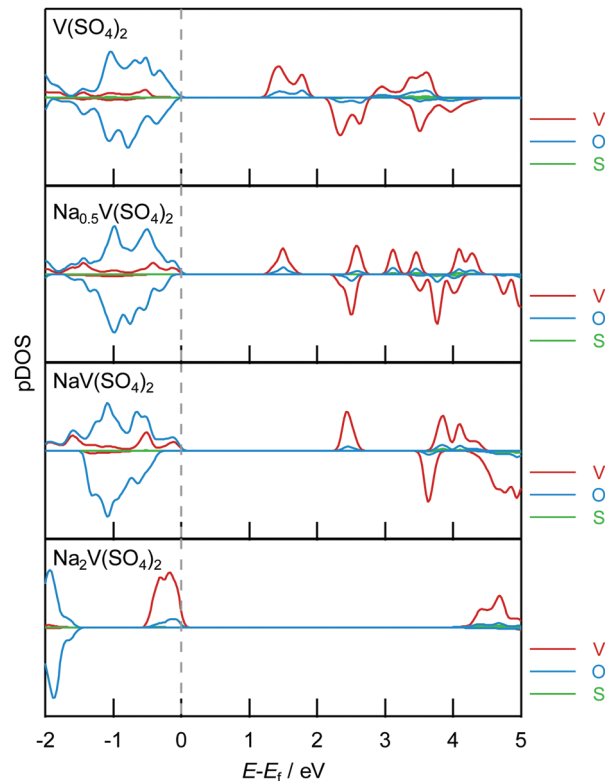 V(SO₄)₂
V
O
S
Na₀.₅V(SO₄)₂
V
O
S
NaV(SO₄)₂
V
O
S
Na₂V(SO₄)₂
V
O
S
pDOS
-2 -1 0 1 2 3 4 5
E-E_f / eV